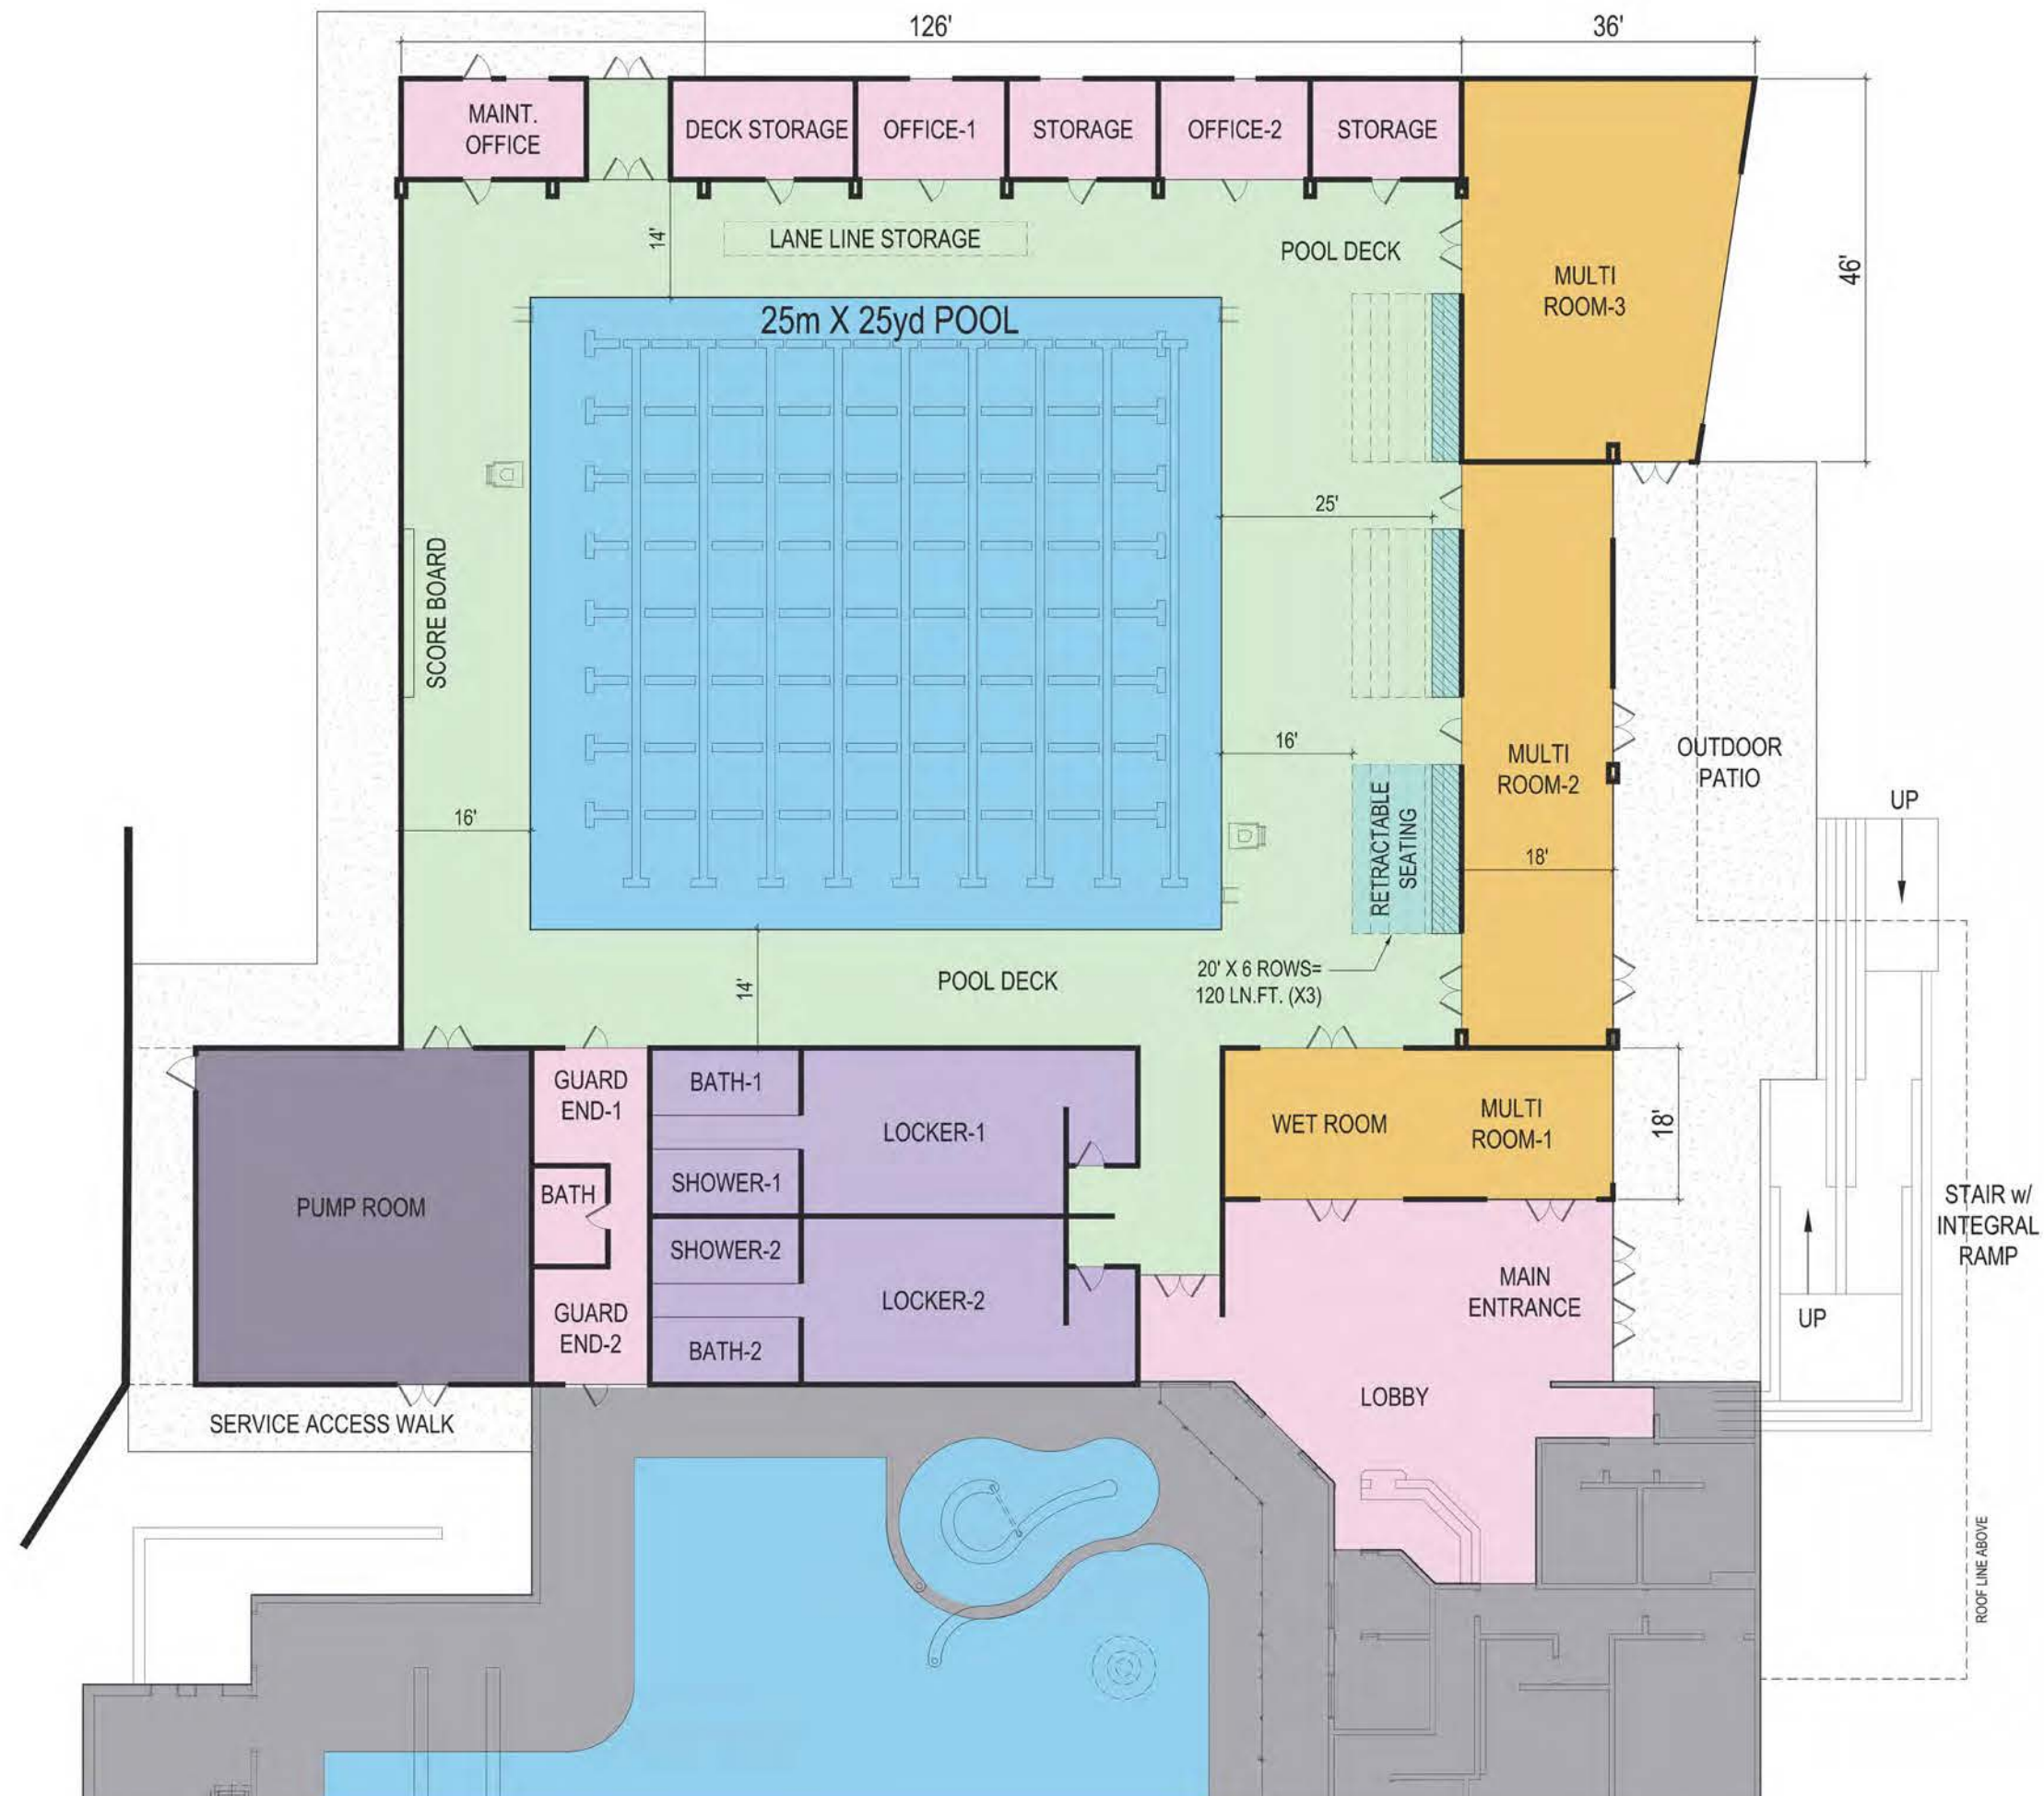 126'
36'
MAINT.
OFFICE
DECK STORAGE
OFFICE-1
STORAGE
OFFICE-2
STORAGE
14'
LANE LINE STORAGE
POOL DECK
MULTI
ROOM-3
46'
25m X 25yd POOL
25'
SCORE BOARD
16'
MULTI
ROOM-2
OUTDOOR
PATIO
16'
RETRACTABLE
SEATING
18'
UP
14'
POOL DECK
20' X 6 ROWS=
120 LN.FT. (X3)
GUARD
END-1
BATH-1
LOCKER-1
WET ROOM
MULTI
ROOM-1
18'
PUMP ROOM
BATH
SHOWER-1
SHOWER-2
STAIR w/
INTEGRAL
RAMP
MAIN
ENTRANCE
GUARD
END-2
LOCKER-2
BATH-2
UP
LOBBY
SERVICE ACCESS WALK
ROOF LINE ABOVE